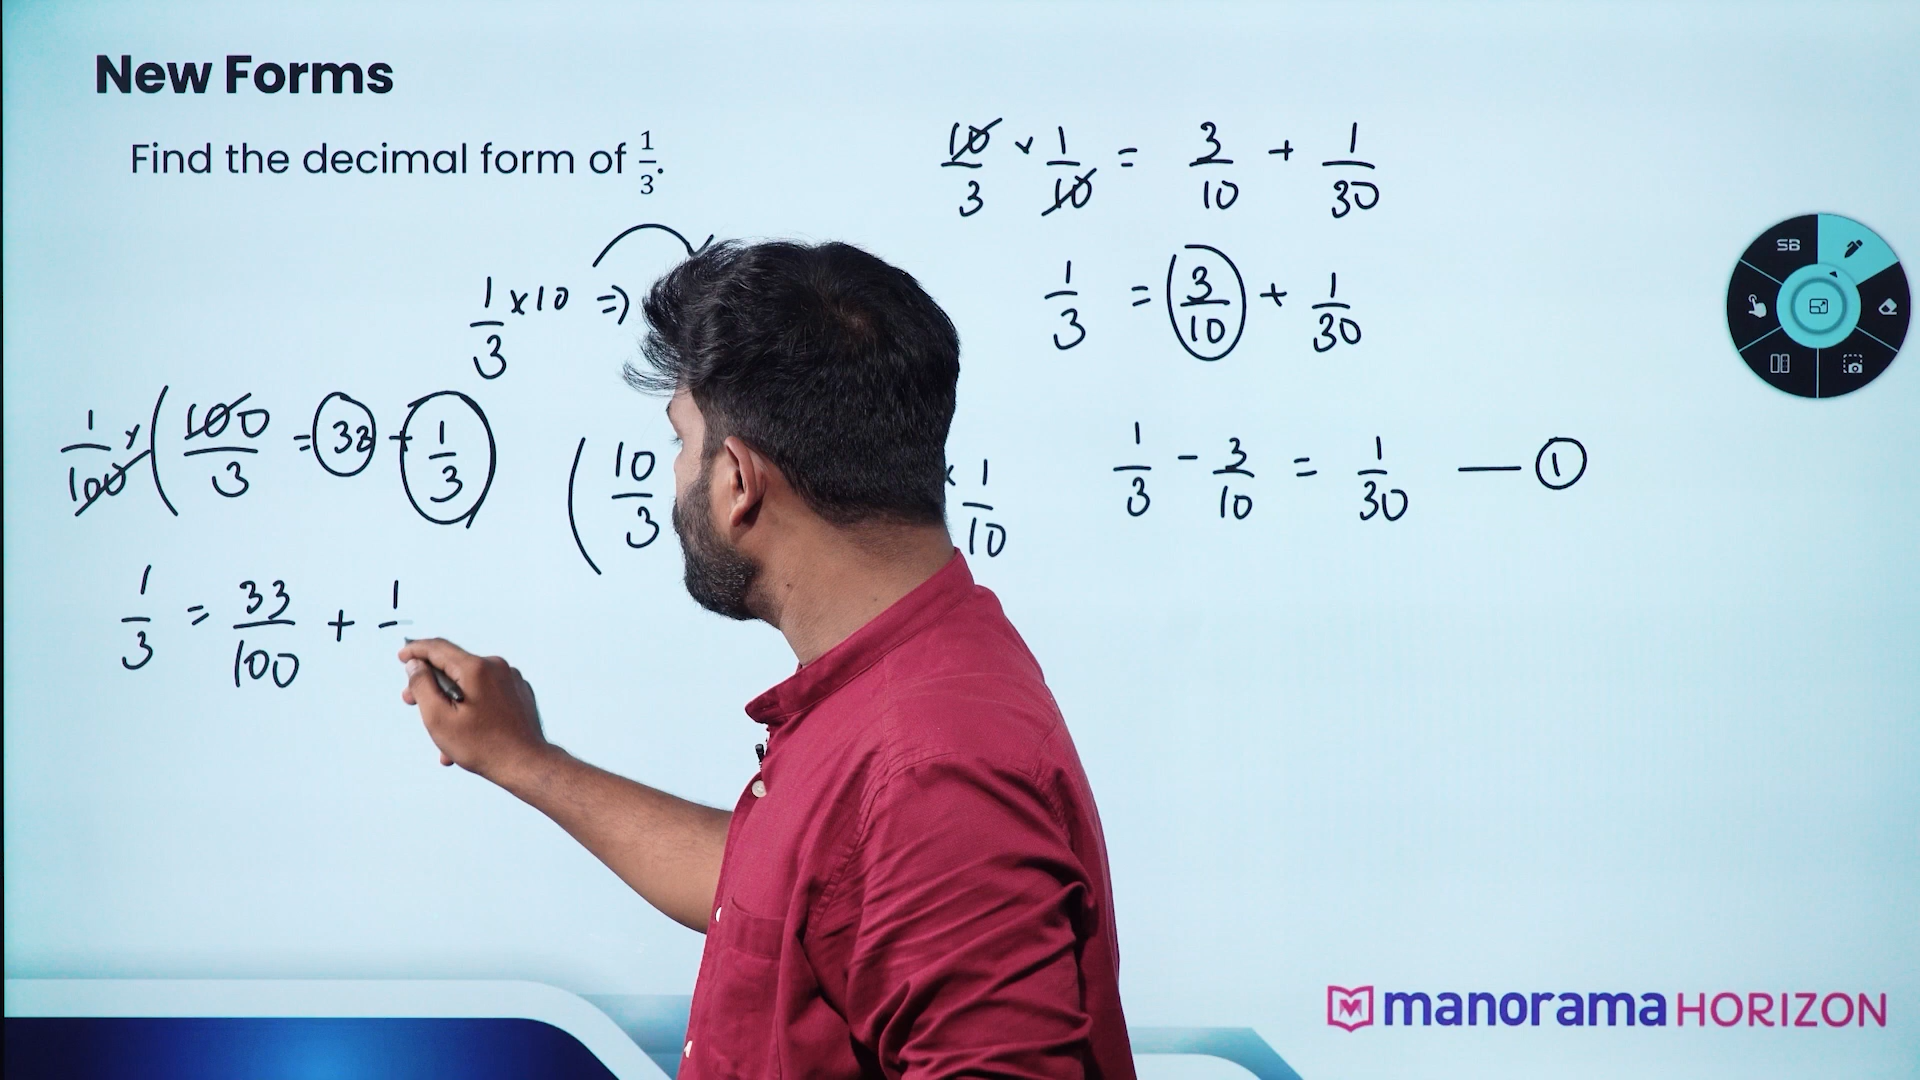 New Forms
Find the decimal form of 1/3.
10/3 × 1/10 = 3/10 + 1/30
1/3 × 10 ⇒
1/3 = 3/10 + 1/30
1/100 × ( 100/3 = 33 + 1/3
( 10/3
× 1/10
1/3 - 3/10 = 1/30 — ①
1/3 = 33/100 + 1
SB
manorama HORIZON